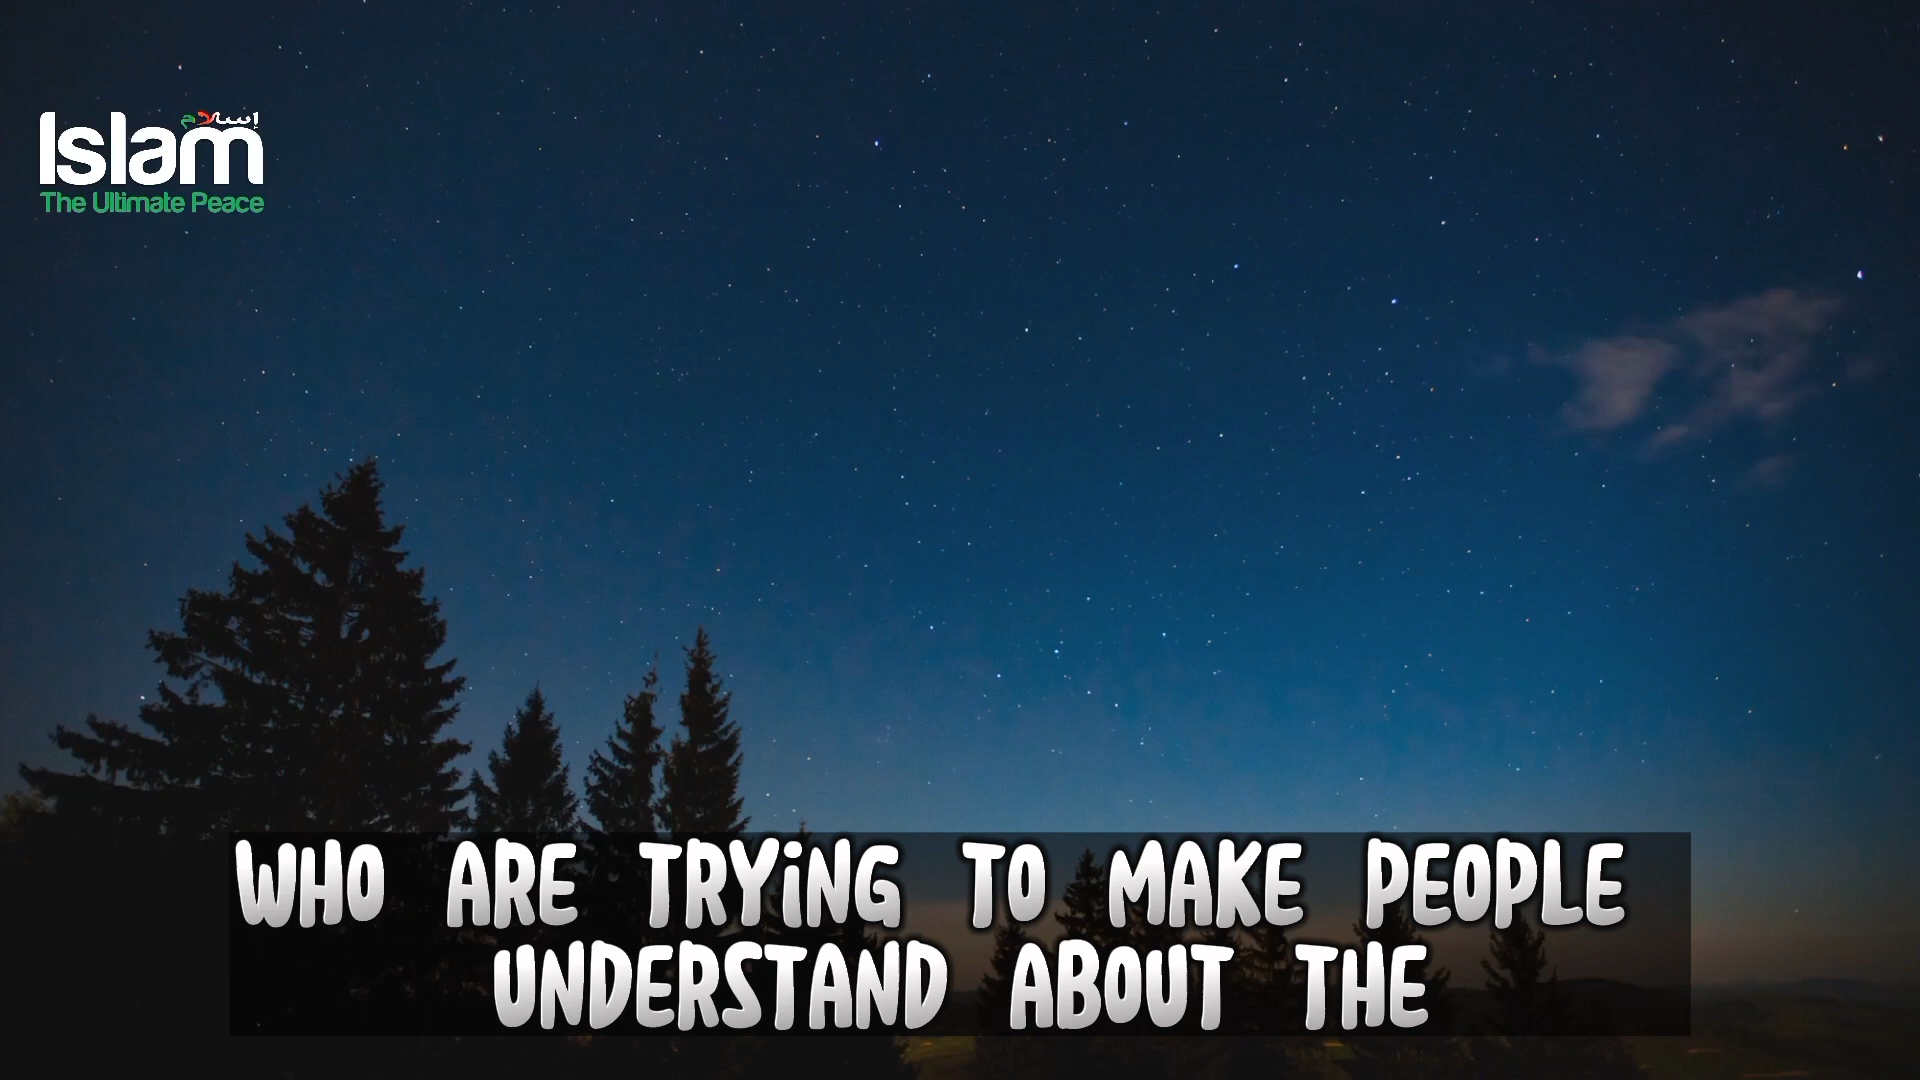 إسلام
Islam
The Ultimate Peace
WHO ARE TRYING TO MAKE PEOPLE
UNDERSTAND ABOUT THE